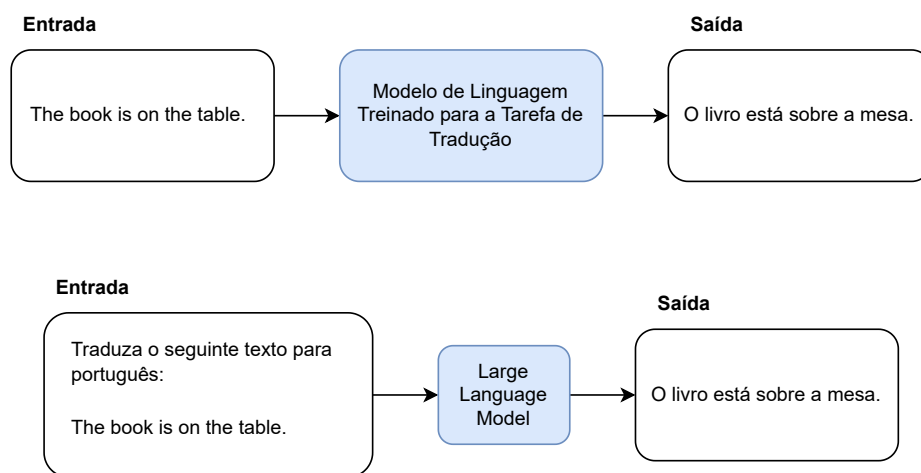 Entrada
Saída
The book is on the table.
Modelo de Linguagem
Treinado para a Tarefa de
Tradução
O livro está sobre a mesa.
Entrada
Saída
Traduza o seguinte texto para
português:
The book is on the table.
Large
Language
Model
O livro está sobre a mesa.